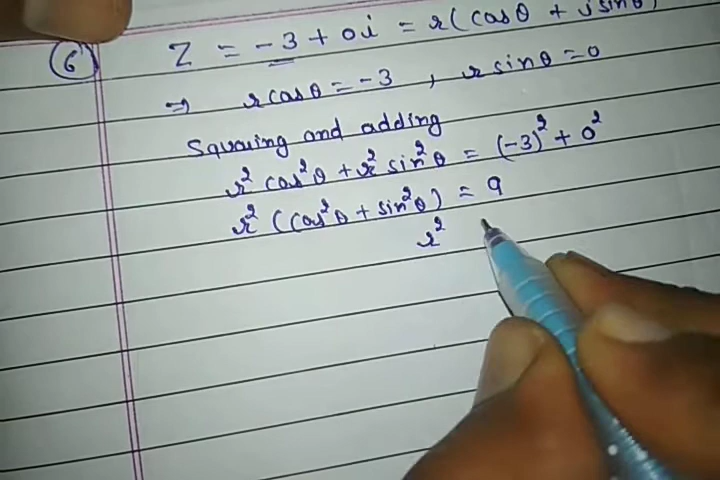 (6) Z = -3 + 0i = r(cosθ + i sinθ)
⇒ r cosθ = -3 , r sinθ = 0
Squaring and adding
r² cos²θ + r² sin²θ = (-3)² + 0²
r² (cos²θ + sin²θ) = 9
r²